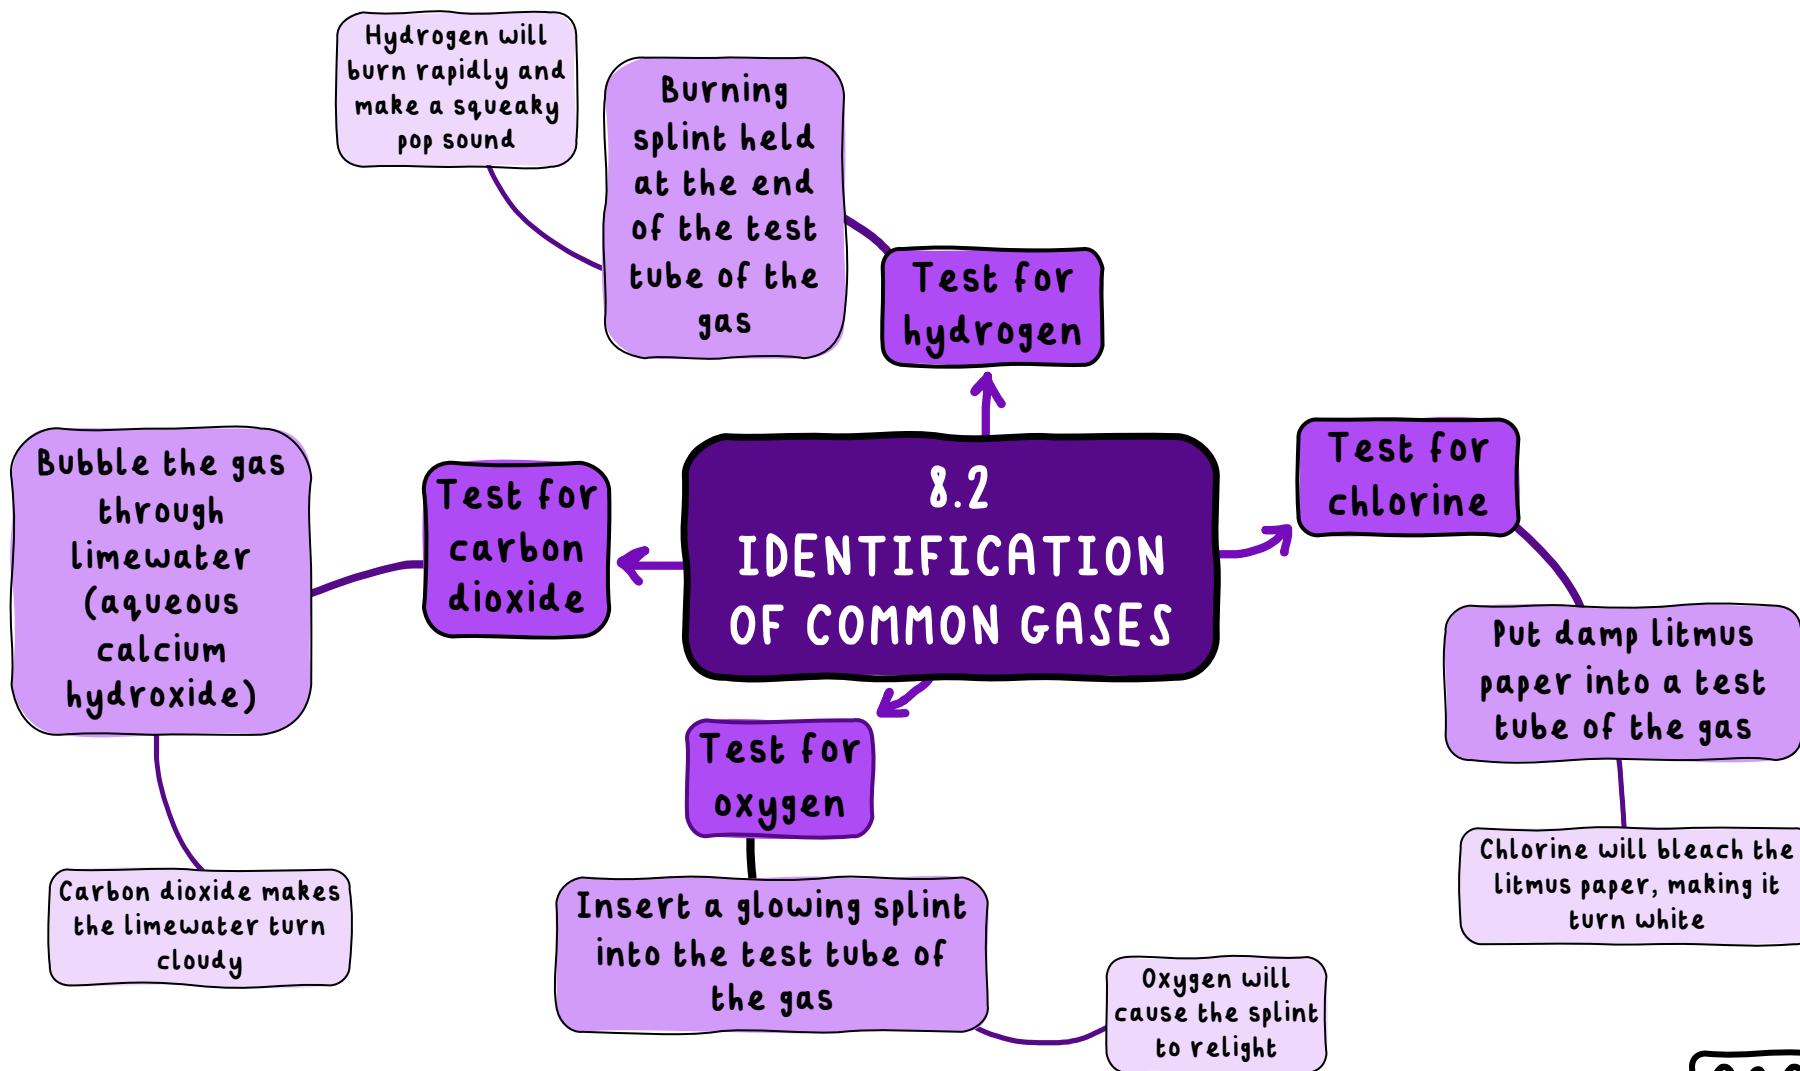 Hydrogen will
burn rapidly and
make a squeaky
pop sound
Burning
splint held
at the end
of the test
tube of the
gas
Test for
hydrogen
Test for
chlorine
Put damp litmus
paper into a test
tube of the gas
Chlorine will bleach the
litmus paper, making it
turn white
8.2
IDENTIFICATION
OF COMMON GASES
Test for
carbon
dioxide
Bubble the gas
through
limewater
(aqueous
calcium
hydroxide)
Carbon dioxide makes
the limewater turn
cloudy
Test for
oxygen
Insert a glowing splint
into the test tube of
the gas
Oxygen will
cause the splint
to relight